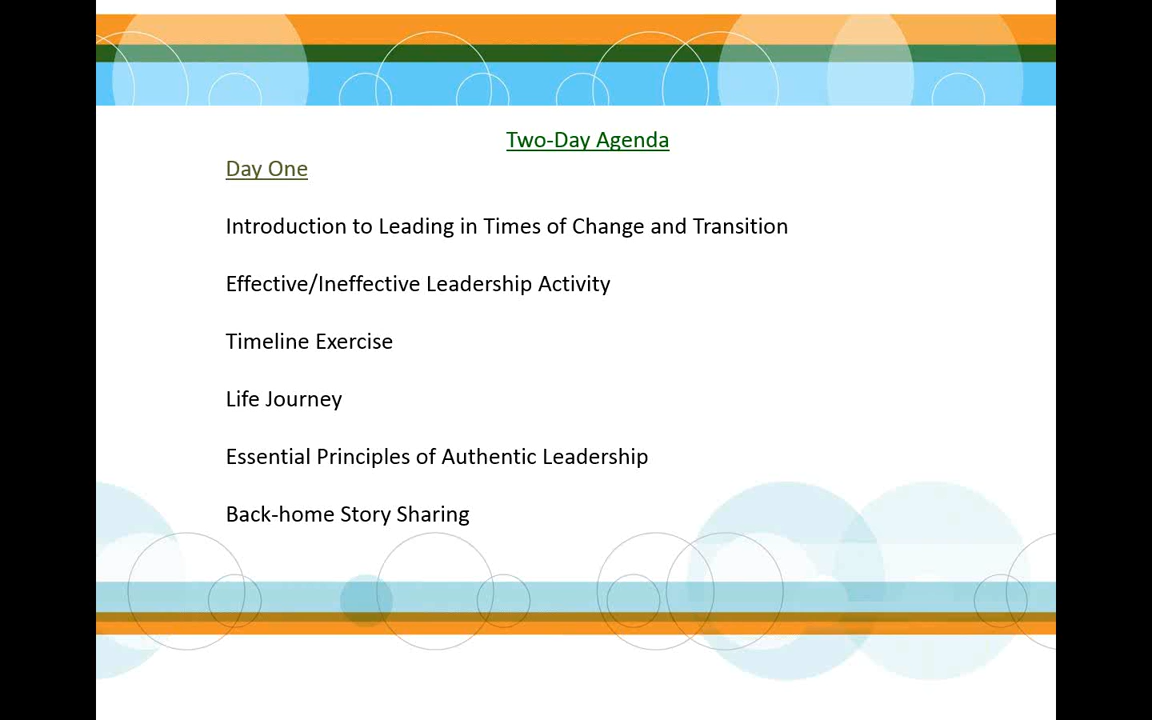 Two-Day Agenda
Day One
Introduction to Leading in Times of Change and Transition
Effective/Ineffective Leadership Activity
Timeline Exercise
Life Journey
Essential Principles of Authentic Leadership
Back-home Story Sharing